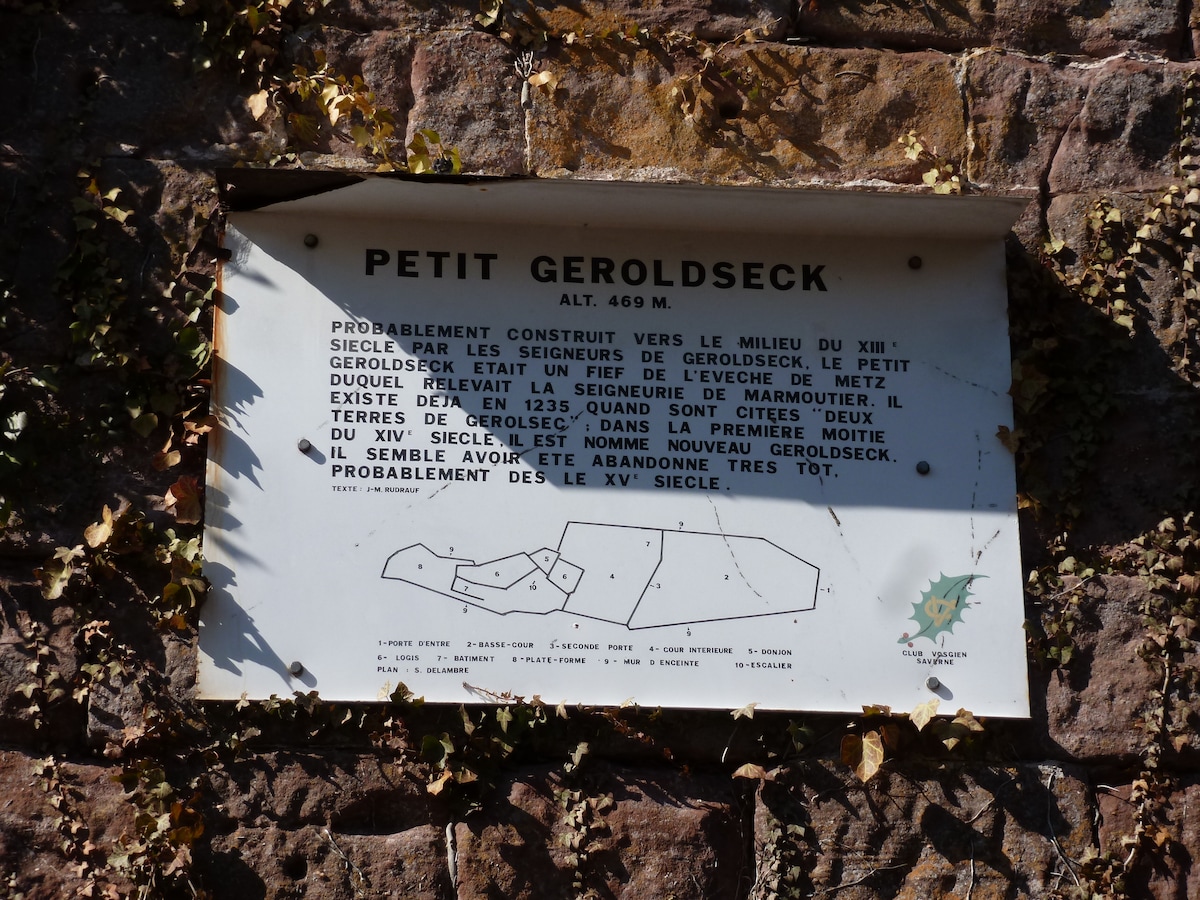 PETIT GEROLDSECK
ALT. 469 M.
PROBABLEMENT CONSTRUIT VERS LE MILIEU DU XIIIE
SIECLE PAR LES SEIGNEURS DE GEROLDSECK, LE PETIT
GEROLDSECK ETAIT UN FIEF DE L'EVECHE DE METZ
DUQUEL RELEVAIT LA SEIGNEURIE DE MARMOUTIER. IL
EXISTE DEJA EN 1235 QUAND SONT CITEES "DEUX
TERRES DE GEROLSEC"; DANS LA PREMIERE MOITIE
DU XIVE SIECLE, IL EST NOMME NOUVEAU GEROLDSECK.
IL SEMBLE AVOIR ETE ABANDONNE TRES TOT,
PROBABLEMENT DES LE XVE SIECLE.
TEXTE: J-M. RUDRAUF
9
9 7
5
8 6 6 4 2
7 10 3 1
9
9
1-PORTE D'ENTRE 2-BASSE-COUR 3-SECONDE PORTE 4-COUR INTERIEURE 5-DONJON
6-LOGIS 7-BATIMENT 8-PLATE-FORME 9-MUR D ENCEINTE 10-ESCALIER
PLAN: S. DELAMBRE
CLUB VOSGIEN
SAVERNE